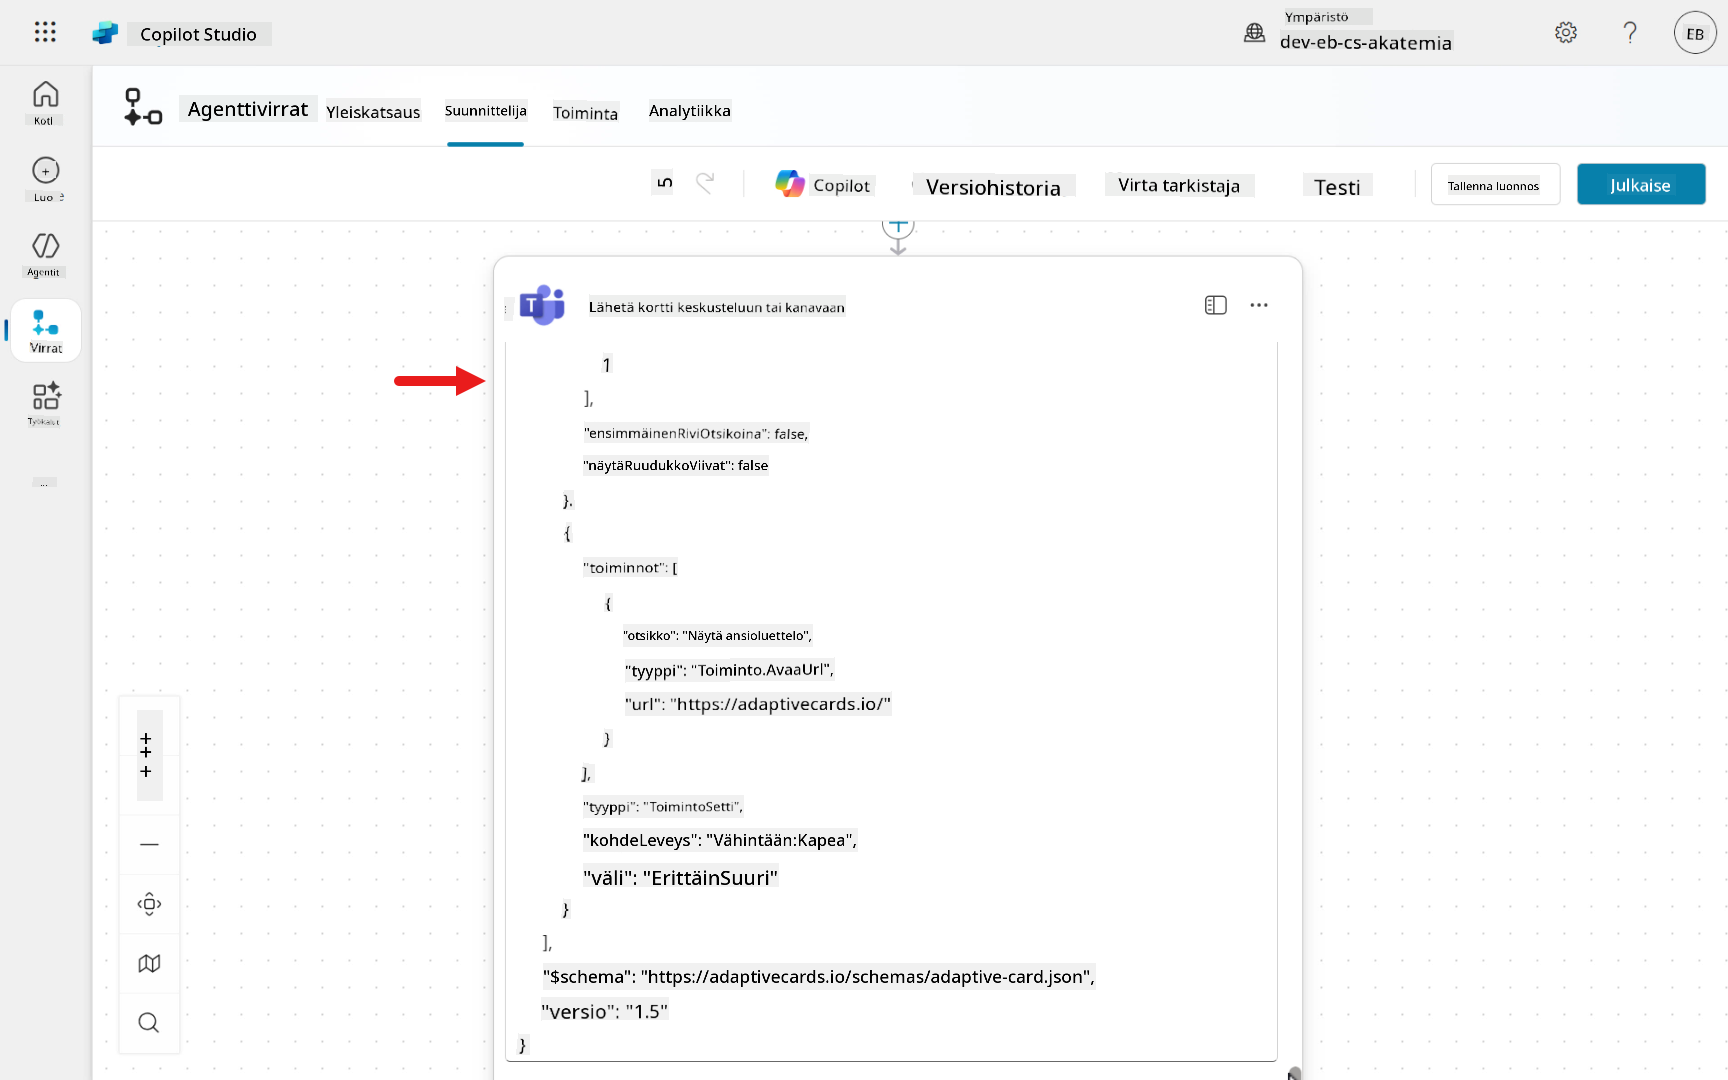 Copilot Studio
Ympäristö
dev-eb-cs-akatemia
EB
Koti
Luo
Agentit
Virrat
Työkalut
...
Agenttivirrat
Yleiskatsaus
Suunnittelija
Toiminta
Analytiikka
Copilot
Versiohistoria
Virta tarkistaja
Testi
Tallenna luonnos
Julkaise
Lähetä kortti keskusteluun tai kanavaan
1
],
"ensimmäinenRiviOtsikoina": false,
"näytäRuudukkoViivat": false
}.
{
"toiminnot": [
{
"otsikko": "Näytä ansioluettelo",
"tyyppi": "Toiminto.AvaaUrl",
"url": "https://adaptivecards.io/"
}
],
"tyyppi": "ToimintoSetti",
"kohdeLeveys": "Vähintään:Kapea",
"väli": "ErittäinSuuri"
}
],
"$schema": "https://adaptivecards.io/schemas/adaptive-card.json",
"versio": "1.5"
}